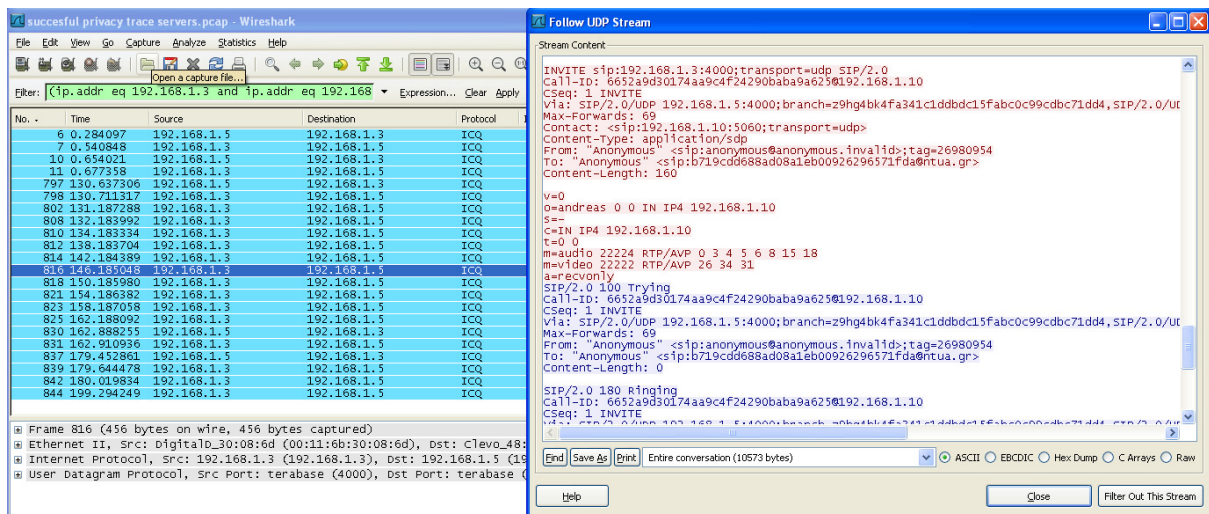 succesful privacy trace servers.pcap - Wireshark
File Edit View Go Capture Analyze Statistics Help
Open a capture file...
Filter: (ip.addr eq 192.168.1.3 and ip.addr eq 192.168 Expression... Clear Apply
No. - Time Source Destination Protocol
6 0.284097 192.168.1.5 192.168.1.3 ICQ
7 0.540848 192.168.1.3 192.168.1.5 ICQ
10 0.654021 192.168.1.5 192.168.1.3 ICQ
11 0.677358 192.168.1.3 192.168.1.5 ICQ
797 130.637306 192.168.1.5 192.168.1.3 ICQ
798 130.711317 192.168.1.3 192.168.1.5 ICQ
802 131.187288 192.168.1.3 192.168.1.5 ICQ
808 132.183992 192.168.1.3 192.168.1.5 ICQ
810 134.183334 192.168.1.3 192.168.1.5 ICQ
812 138.183704 192.168.1.3 192.168.1.5 ICQ
814 142.184389 192.168.1.3 192.168.1.5 ICQ
816 146.185048 192.168.1.3 192.168.1.5 ICQ
818 150.185980 192.168.1.3 192.168.1.5 ICQ
821 154.186382 192.168.1.3 192.168.1.5 ICQ
823 158.187058 192.168.1.3 192.168.1.5 ICQ
825 162.188092 192.168.1.3 192.168.1.5 ICQ
830 162.888255 192.168.1.5 192.168.1.3 ICQ
831 162.910936 192.168.1.3 192.168.1.5 ICQ
837 179.452861 192.168.1.5 192.168.1.3 ICQ
839 179.644478 192.168.1.3 192.168.1.5 ICQ
842 180.019834 192.168.1.5 192.168.1.3 ICQ
844 199.294249 192.168.1.3 192.168.1.5 ICQ
Frame 816 (456 bytes on wire, 456 bytes captured)
Ethernet II, Src: DigitalD_30:08:6d (00:11:6b:30:08:6d), Dst: Clevo_48:
Internet Protocol, Src: 192.168.1.3 (192.168.1.3), Dst: 192.168.1.5 (19
User Datagram Protocol, Src Port: terabase (4000), Dst Port: terabase (
Follow UDP Stream
Stream Content
INVITE sip:192.168.1.3:4000;transport=udp SIP/2.0
Call-ID: 6652a9d30174aa9c4f24290baba9a625@192.168.1.10
CSeq: 1 INVITE
Via: SIP/2.0/UDP 192.168.1.5:4000;branch=z9hg4bk4fa341c1ddbdc15fabc0c99cdbc71dd4,SIP/2.0/UD
Max-Forwards: 69
Contact: <sip:192.168.1.10:5060;transport=udp>
Content-Type: application/sdp
From: "Anonymous" <sip:anonymous@anonymous.invalid>;tag=26980954
To: "Anonymous" <sip:b719cdd688ad08a1eb00926296571fda@ntua.gr>
Content-Length: 160
v=0
o=andreas 0 0 IN IP4 192.168.1.10
s=-
c=IN IP4 192.168.1.10
t=0 0
m=audio 22224 RTP/AVP 0 3 4 5 6 8 15 18
m=video 22222 RTP/AVP 26 34 31
a=recvonly
SIP/2.0 100 Trying
Call-ID: 6652a9d30174aa9c4f24290baba9a625@192.168.1.10
CSeq: 1 INVITE
Via: SIP/2.0/UDP 192.168.1.5:4000;branch=z9hg4bk4fa341c1ddbdc15fabc0c99cdbc71dd4,SIP/2.0/UD
Max-Forwards: 69
From: "Anonymous" <sip:anonymous@anonymous.invalid>;tag=26980954
To: "Anonymous" <sip:b719cdd688ad08a1eb00926296571fda@ntua.gr>
Content-Length: 0
SIP/2.0 180 Ringing
Call-ID: 6652a9d30174aa9c4f24290baba9a625@192.168.1.10
CSeq: 1 INVITE
Find Save As Print Entire conversation (10573 bytes) ASCII EBCDIC Hex Dump C Arrays Raw
Help Close Filter Out This Stream